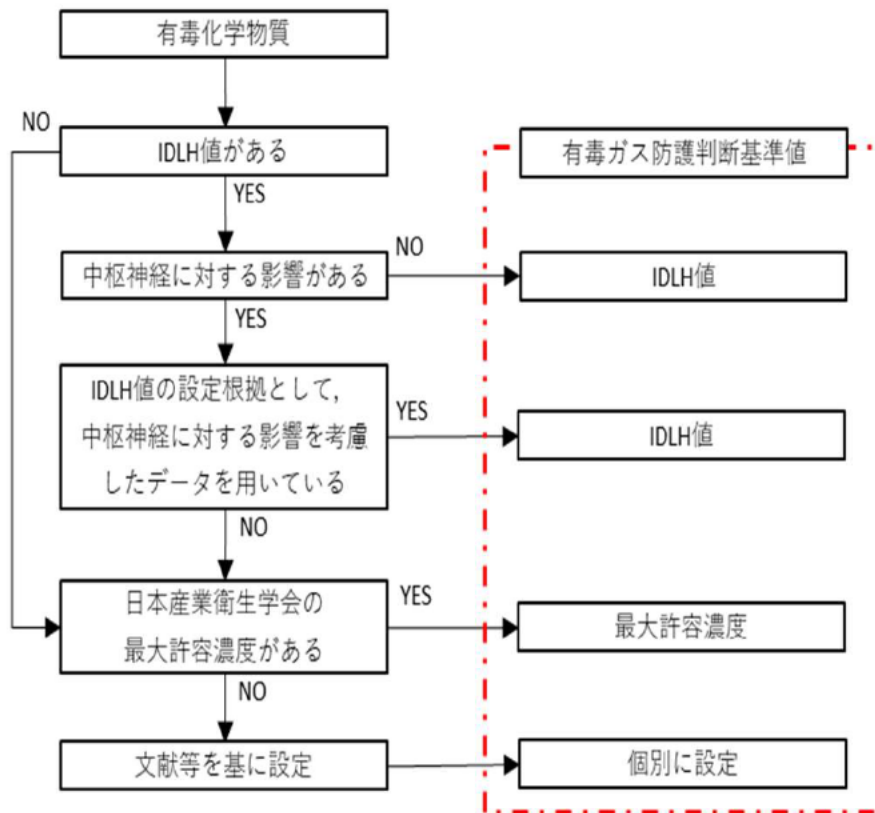 有毒化学物質
NO
IDLH値がある
有毒ガス防護判断基準値
YES
NO
中枢神経に対する影響がある
IDLH値
YES
IDLH値の設定根拠として，
中枢神経に対する影響を考慮
したデータを用いている
YES
IDLH値
NO
日本産業衛生学会の
最大許容濃度がある
YES
最大許容濃度
NO
文献等を基に設定
個別に設定